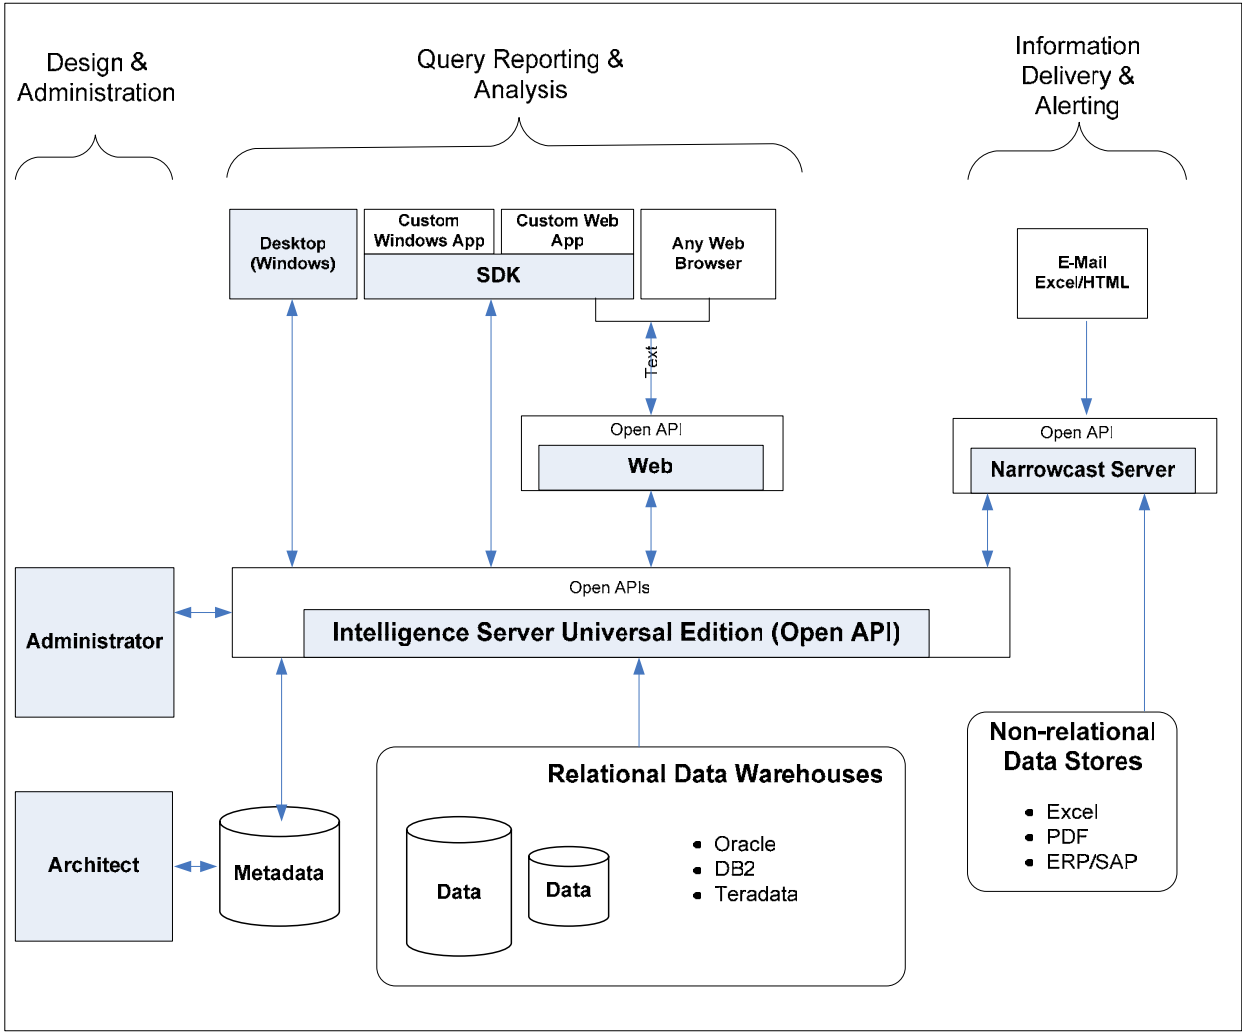 Design &
Administration
Query Reporting &
Analysis
Information
Delivery &
Alerting
Desktop
(Windows)
Custom
Windows App
Custom Web
App
SDK
Any Web
Browser
E-Mail
Excel/HTML
Text
Open API
Web
Open API
Narrowcast Server
Open APIs
Intelligence Server Universal Edition (Open API)
Administrator
Architect
Metadata
Relational Data Warehouses
Data
Data
• Oracle
• DB2
• Teradata
Non-relational
Data Stores
• Excel
• PDF
• ERP/SAP